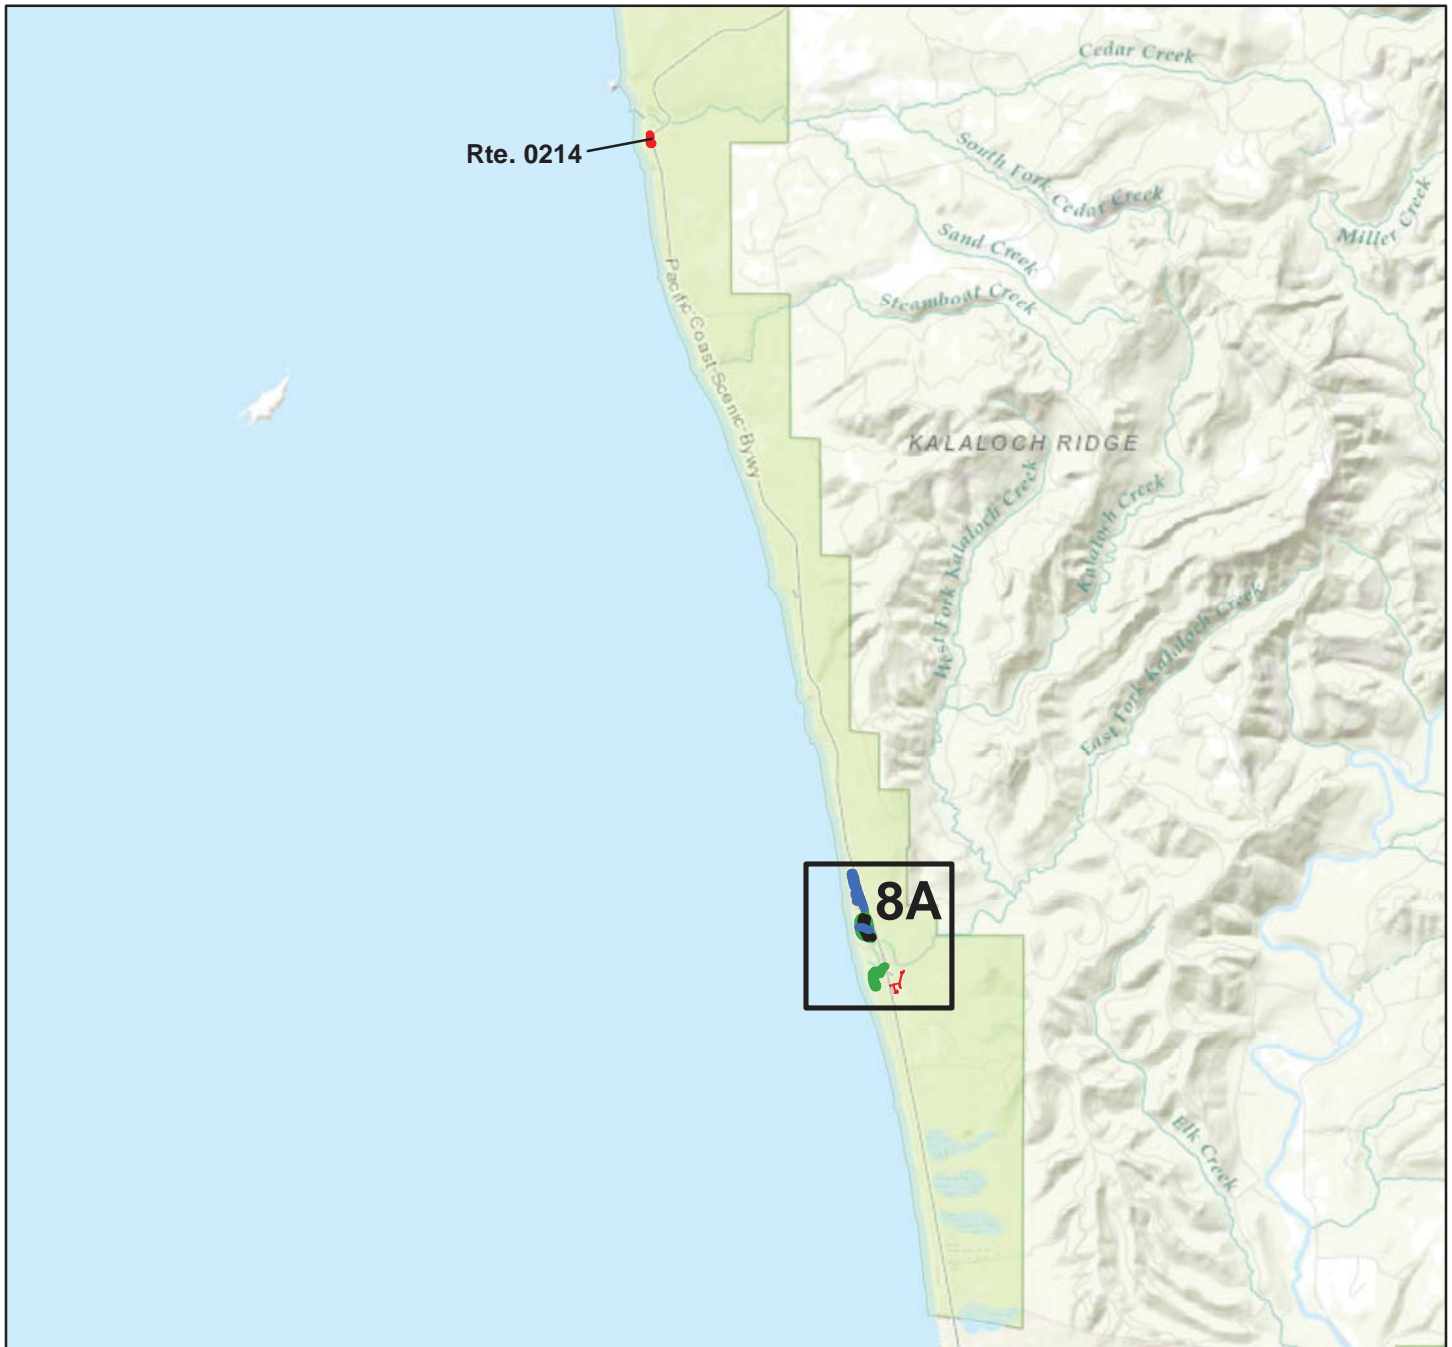 Cedar Creek
Rte. 0214
South Fork Cedar Creek
Miller Creek
Sand Creek
Steamboat Creek
Pacific Coast Scenic Bywy
KALALOCH RIDGE
West Fork Kalaloch Creek
Kalaloch Creek
East Fork Kalaloch Creek
8A
Elk Creek